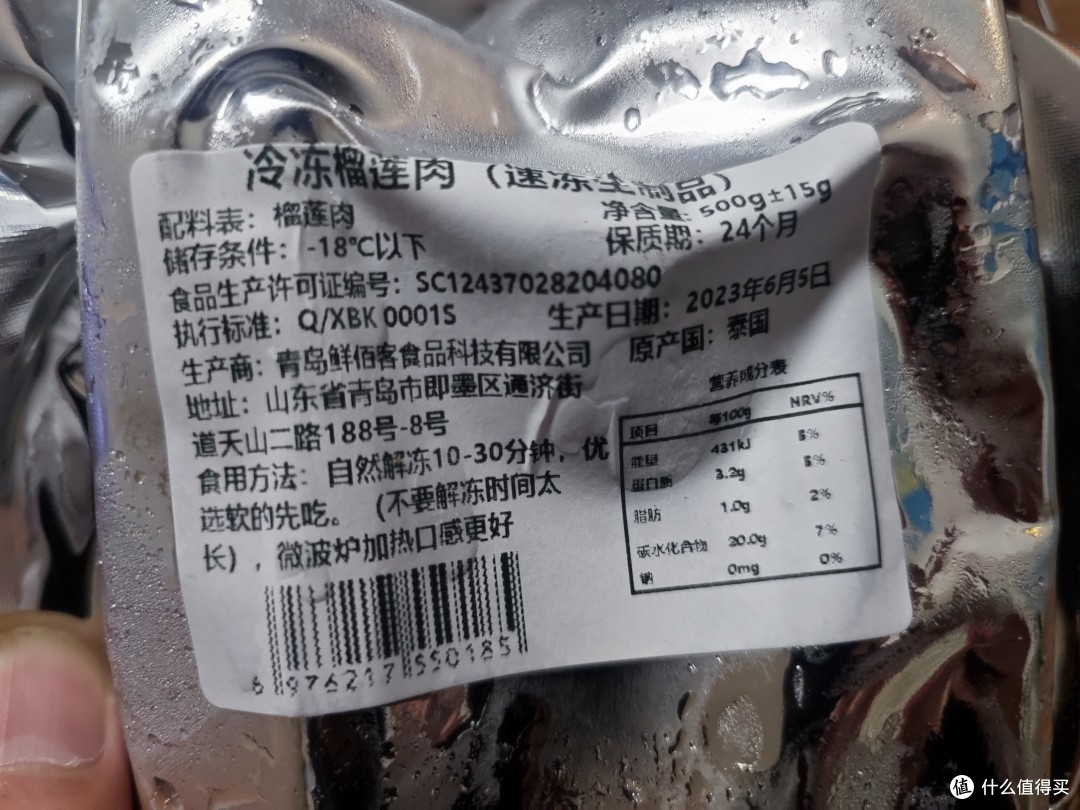 冷冻榴莲肉（速冻生制品）
配料表：榴莲肉
净含量：500g±15g
储存条件：-18℃以下
保质期：24个月
食品生产许可证编号：SC12437028204080
执行标准：Q/XBK 0001S
生产日期：2023年6月5日
生产商：青岛鲜佰客食品科技有限公司
原产国：泰国
地址：山东省青岛市即墨区通济街
道天山二路188号-8号
食用方法：自然解冻10-30分钟，优
选软的先吃。（不要解冻时间太
长），微波炉加热口感更好
营养成分表
项目 每100g NRV%
能量 431kJ 5%
蛋白质 3.2g 5%
脂肪 1.0g 2%
碳水化合物 20.0g 7%
钠 0mg 0%
6 976217 550185
值 什么值得买